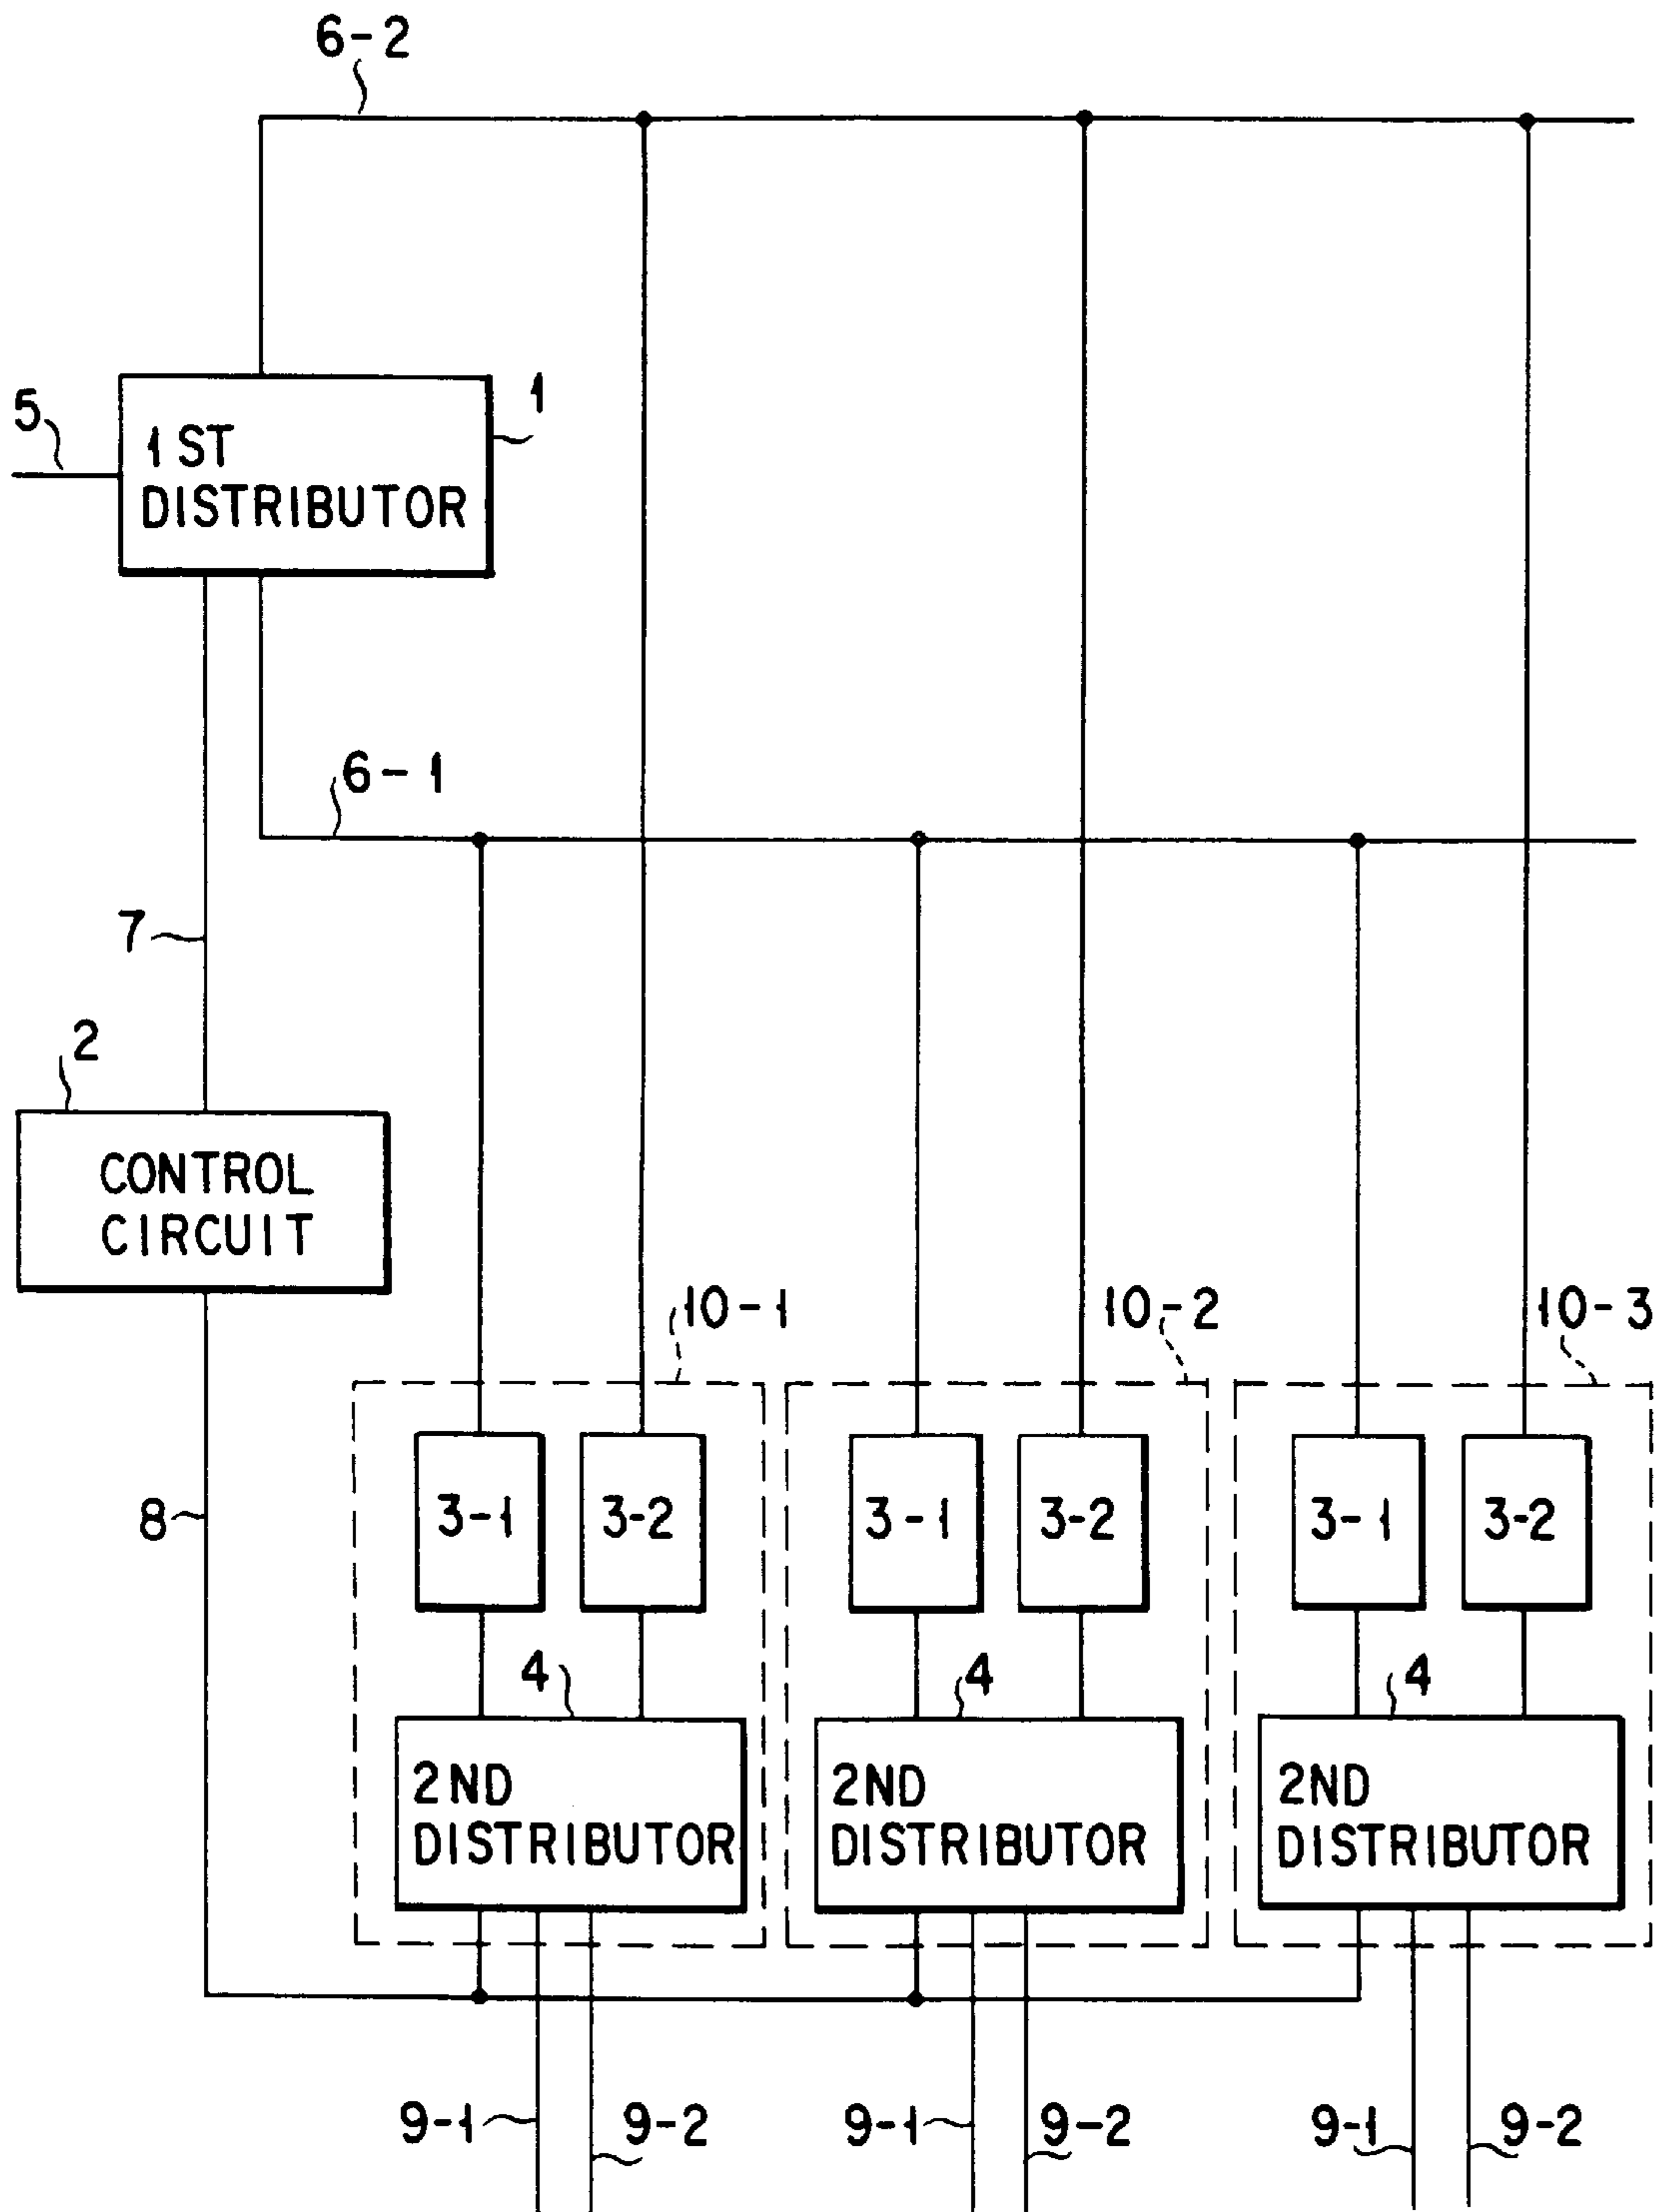 6-2
5
1
1ST
DISTRIBUTOR
6-1
7
2
CONTROL
CIRCUIT
10-1
10-2
10-3
8
3-1
3-2
3-1
3-2
3-1
3-2
4
4
4
2ND
DISTRIBUTOR
2ND
DISTRIBUTOR
2ND
DISTRIBUTOR
9-1
9-2
9-1
9-2
9-1
9-2